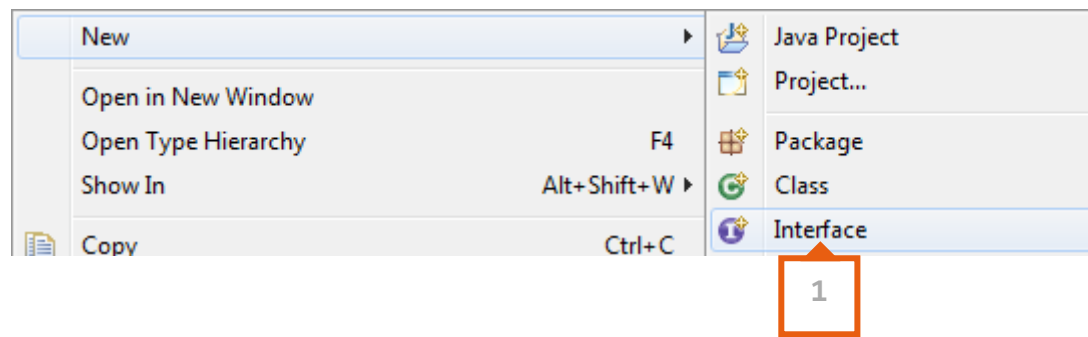 New
Open in New Window
Open Type Hierarchy F4
Show In Alt+Shift+W
Copy Ctrl+C
Java Project
Project...
Package
Class
Interface
1